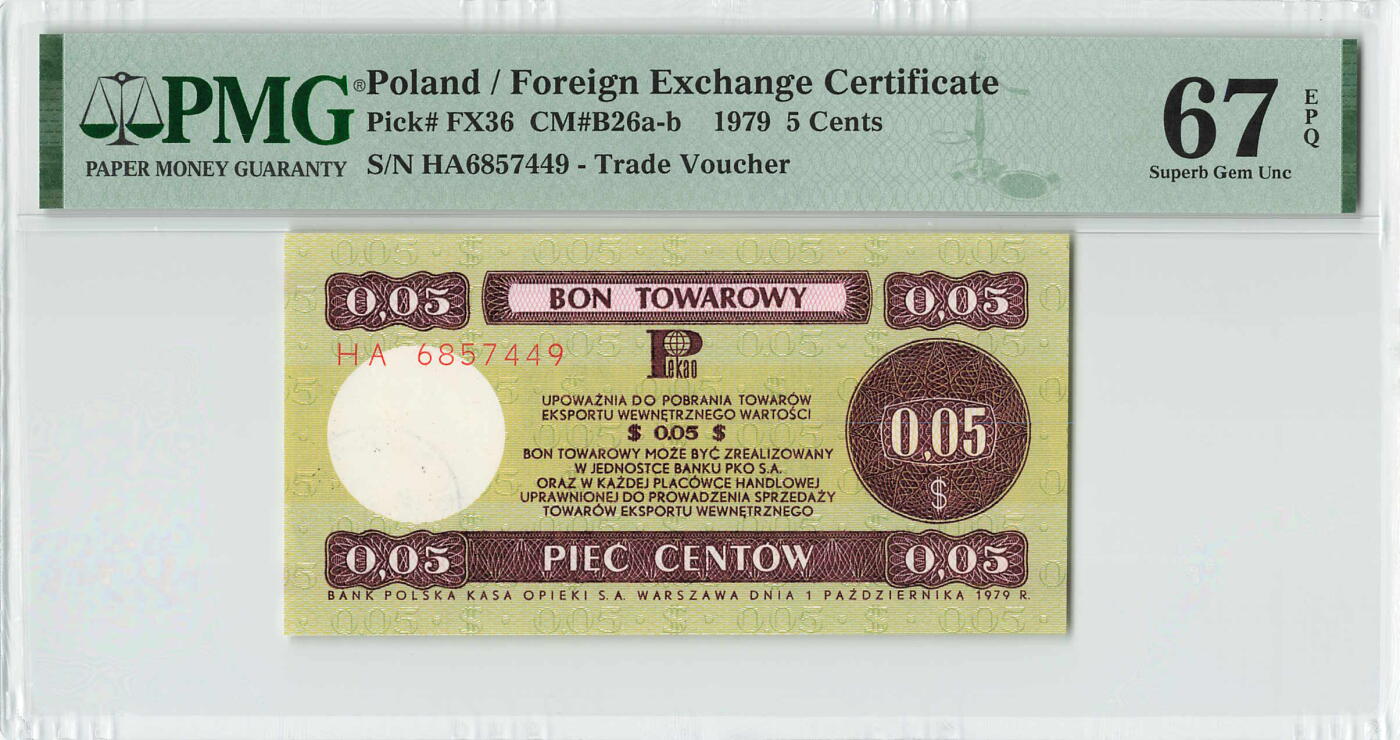 PMG®
PAPER MONEY GUARANTY
Poland / Foreign Exchange Certificate
Pick# FX36 CM#B26a-b 1979 5 Cents
S/N HA6857449 - Trade Voucher
67
EPQ
Superb Gem Unc
0,05 BON TOWAROWY 0,05
HA 6857449
Pekao
UPOWAŻNIA DO POBRANIA TOWARÓW
EKSPORTU WEWNĘTRZNEGO WARTOŚCI
$ 0.05 $
BON TOWAROWY MOŻE BYĆ ZREALIZOWANY
W JEDNOSTCE BANKU PKO S.A.
ORAZ W KAŻDEJ PLACÓWCE HANDLOWEJ
UPRAWNIONEJ DO PROWADZENIA SPRZEDAŻY
TOWARÓW EKSPORTU WEWNĘTRZNEGO
0,05
$
0,05 PIĘĆ CENTÓW 0,05
BANK POLSKA KASA OPIEKI S.A. WARSZAWA DNIA 1 PAŹDZIERNIKA 1979 R.